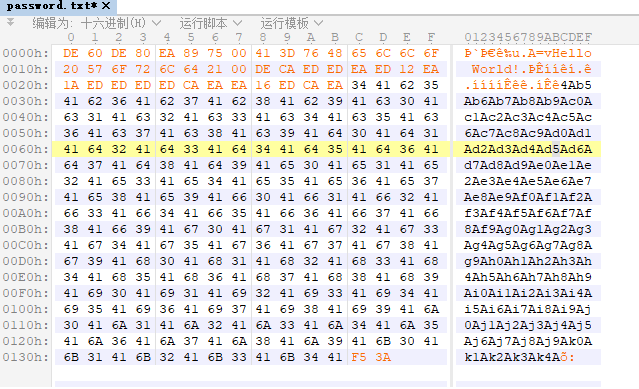 password.txt* ×
编辑为: 十六进制(H) 运行脚本 运行模板
0 1 2 3 4 5 6 7 8 9 A B C D E F 0123456789ABCDEF
0000h: DE 60 DE 80 EA 89 75 00 41 3D 76 48 65 6C 6C 6F Þ`Þ€ê‰u.A=vHello
0010h: 20 57 6F 72 6C 64 21 00 DE CA ED ED EA ED 12 EA World!.ÞÊííêí.ê
0020h: 1A ED ED ED ED CA EA EA 16 ED CA EA 34 41 62 35 .ííííÊêê.íÊê4Ab5
0030h: 41 62 36 41 62 37 41 62 38 41 62 39 41 63 30 41 Ab6Ab7Ab8Ab9Ac0A
0040h: 63 31 41 63 32 41 63 33 41 63 34 41 63 35 41 63 c1Ac2Ac3Ac4Ac5Ac
0050h: 36 41 63 37 41 63 38 41 63 39 41 64 30 41 64 31 6Ac7Ac8Ac9Ad0Ad1
0060h: 41 64 32 41 64 33 41 64 34 41 64 35 41 64 36 41 Ad2Ad3Ad4Ad5Ad6A
0070h: 64 37 41 64 38 41 64 39 41 65 30 41 65 31 41 65 d7Ad8Ad9Ae0Ae1Ae
0080h: 32 41 65 33 41 65 34 41 65 35 41 65 36 41 65 37 2Ae3Ae4Ae5Ae6Ae7
0090h: 41 65 38 41 65 39 41 66 30 41 66 31 41 66 32 41 Ae8Ae9Af0Af1Af2A
00A0h: 66 33 41 66 34 41 66 35 41 66 36 41 66 37 41 66 f3Af4Af5Af6Af7Af
00B0h: 38 41 66 39 41 67 30 41 67 31 41 67 32 41 67 33 8Af9Ag0Ag1Ag2Ag3
00C0h: 41 67 34 41 67 35 41 67 36 41 67 37 41 67 38 41 Ag4Ag5Ag6Ag7Ag8A
00D0h: 67 39 41 68 30 41 68 31 41 68 32 41 68 33 41 68 g9Ah0Ah1Ah2Ah3Ah
00E0h: 34 41 68 35 41 68 36 41 68 37 41 68 38 41 68 39 4Ah5Ah6Ah7Ah8Ah9
00F0h: 41 69 30 41 69 31 41 69 32 41 69 33 41 69 34 41 Ai0Ai1Ai2Ai3Ai4A
0100h: 69 35 41 69 36 41 69 37 41 69 38 41 69 39 41 6A i5Ai6Ai7Ai8Ai9Aj
0110h: 30 41 6A 31 41 6A 32 41 6A 33 41 6A 34 41 6A 35 0Aj1Aj2Aj3Aj4Aj5
0120h: 41 6A 36 41 6A 37 41 6A 38 41 6A 39 41 6B 30 41 Aj6Aj7Aj8Aj9Ak0A
0130h: 6B 31 41 6B 32 41 6B 33 41 6B 34 41 F5 3A k1Ak2Ak3Ak4Aõ: